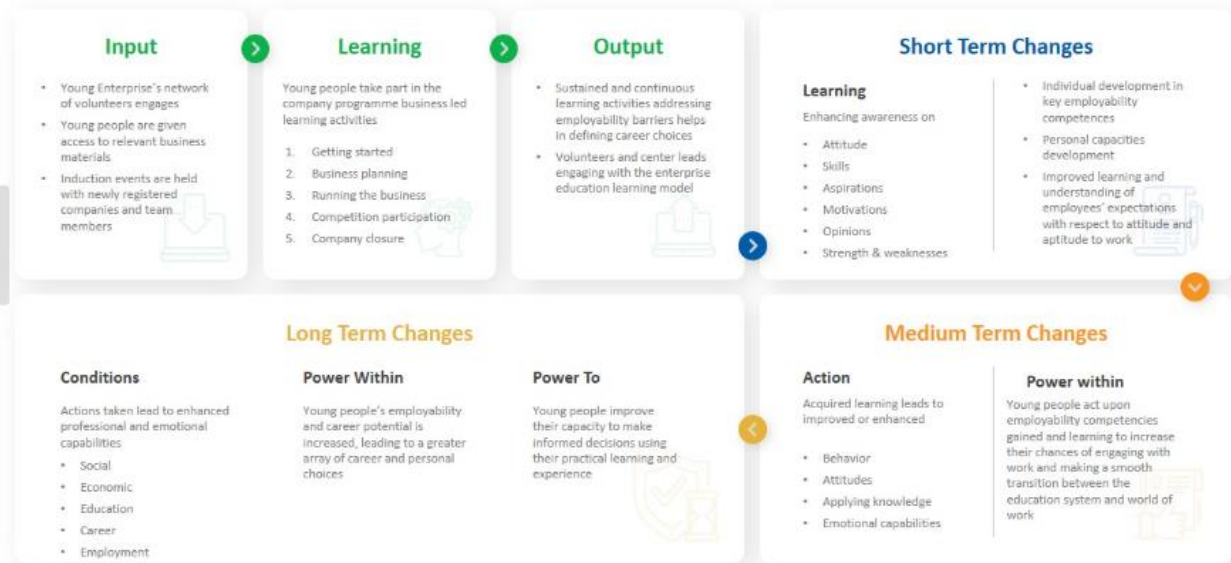 Input
• Young Enterprise's network
of volunteers engages
• Young people are given
access to relevant business
materials
• Induction events are held
with newly registered
companies and team
members
Learning
Young people take part in the
company programme business led
learning activities
1. Getting started
2. Business planning
3. Running the business
4. Competition participation
5. Company closure
Output
• Sustained and continuous
learning activities addressing
employability barriers helps
in defining career choices
• Volunteers and center leads
engaging with the enterprise
education learning model
Short Term Changes
Learning
Enhancing awareness on
• Attitude
• Skills
• Aspirations
• Motivations
• Opinions
• Strength & weaknesses
• Individual development in
key employability
competences
• Personal capacities
development
• Improved learning and
understanding of
employees' expectations
with respect to attitude and
aptitude to work
Long Term Changes
Conditions
Actions taken lead to enhanced
professional and emotional
capabilities
• Social
• Economic
• Education
• Career
• Employment
Power Within
Young people's employability
and career potential is
increased, leading to a greater
array of career and personal
choices
Power To
Young people improve
their capacity to make
informed decisions using
their practical learning and
experience
Medium Term Changes
Action
Acquired learning leads to
improved or enhanced
• Behavior
• Attitudes
• Applying knowledge
• Emotional capabilities
Power within
Young people act upon
employability competencies
gained and learning to increase
their chances of engaging with
work and making a smooth
transition between the
education system and world of
work